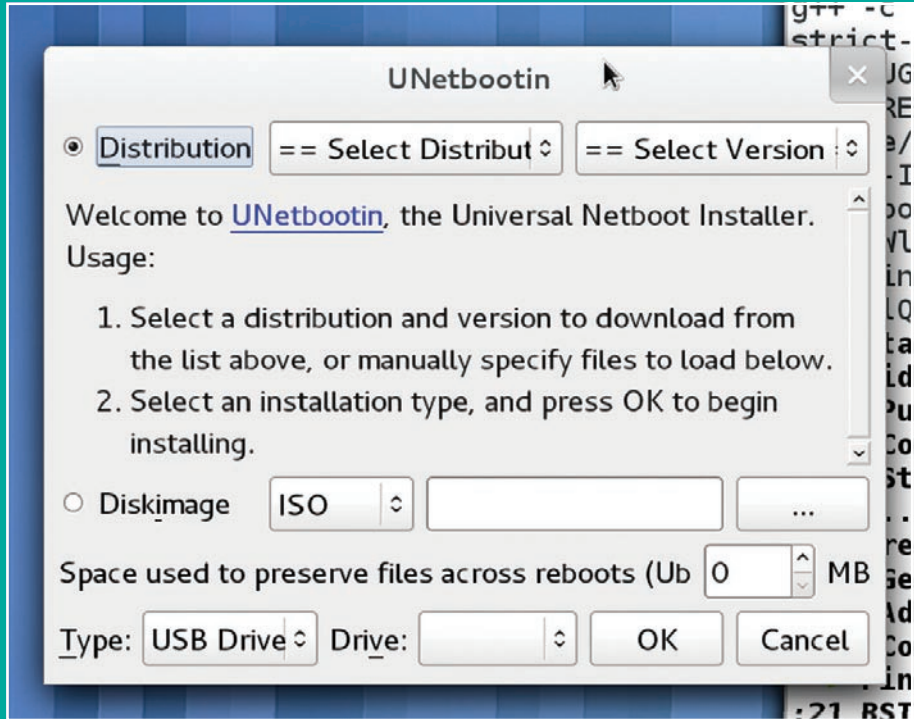 UNetbootin
Distribution == Select Distribut == Select Version
Welcome to UNetbootin, the Universal Netboot Installer.
Usage:
1. Select a distribution and version to download from
the list above, or manually specify files to load below.
2. Select an installation type, and press OK to begin
installing.
Diskimage ISO ...
Space used to preserve files across reboots (Ub 0 MB
Type: USB Drive Drive: OK Cancel
g++ -c
strict-
:21